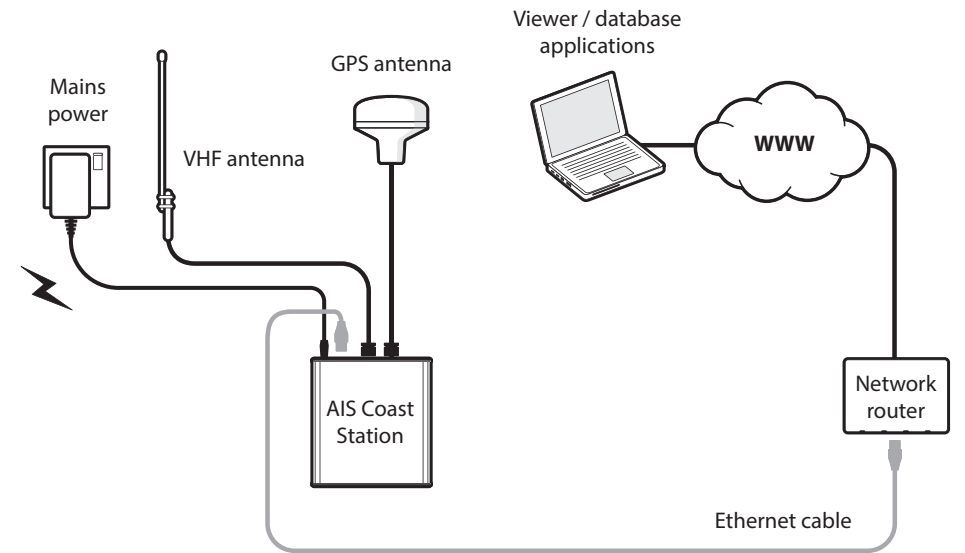 Viewer / database
applications
GPS antenna
Mains
power
VHF antenna
WWW
AIS Coast
Station
Network
router
Ethernet cable